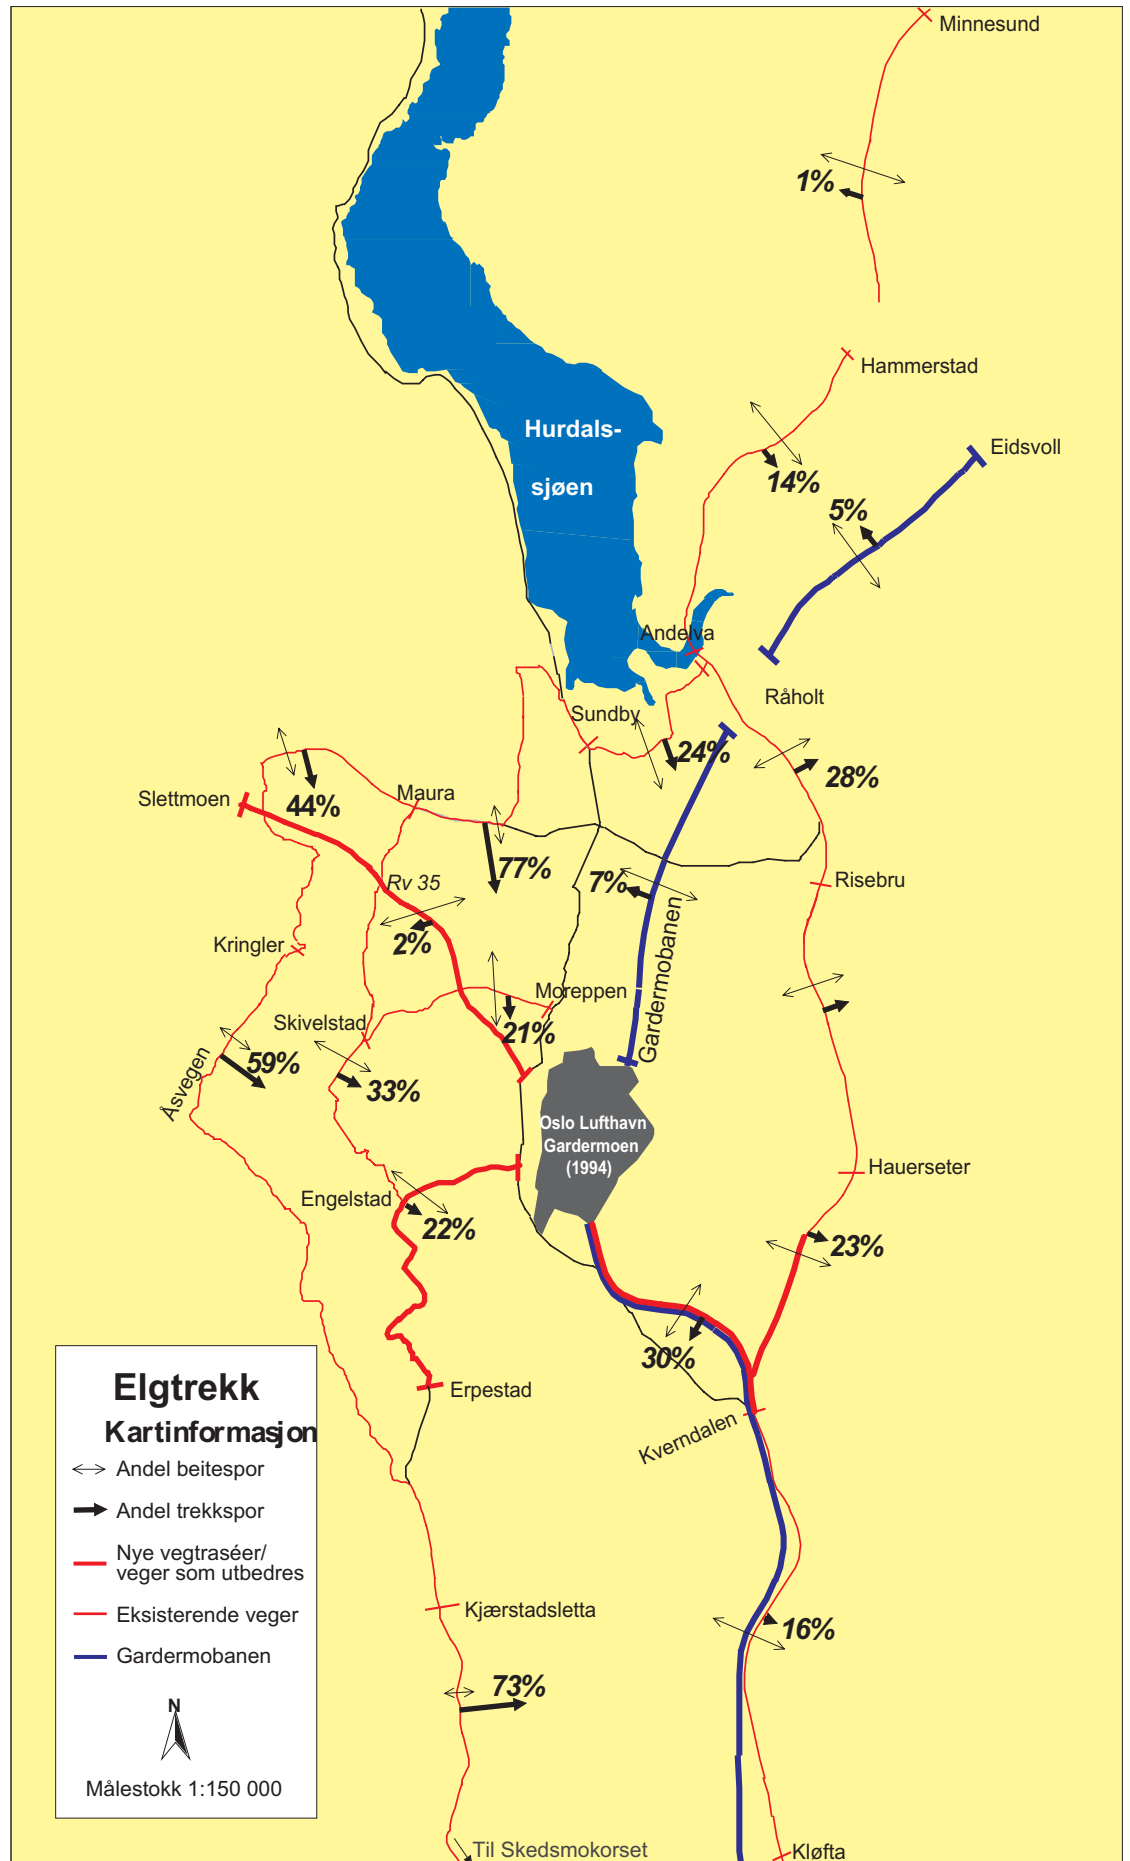 Minnesund
1%
Hammerstad
Hurdals-
Eidsvoll
14%
sjøen
5%
Andelva
Råholt
Sundby
24%
28%
Slettmoen
44%
Maura
77%
7%
Rv 35
Risebru
2%
Gardermobanen
Kringler
Moreppen
Skivelstad
21%
59%
Åsvegen
33%
Oslo Lufthavn
Gardermoen
(1994)
Hauerseter
Engelstad
22%
23%
30%
Erpestad
Kverndalen
Elgtrekk
Kartinformasjon
Andel beitespor
Andel trekkspor
Nye vegtraséer/
veger som utbedres
Eksisterende veger
Gardermobanen
N
Målestokk 1:150 000
Kjærstadsletta
16%
73%
Til Skedsmokorset
Kløfta